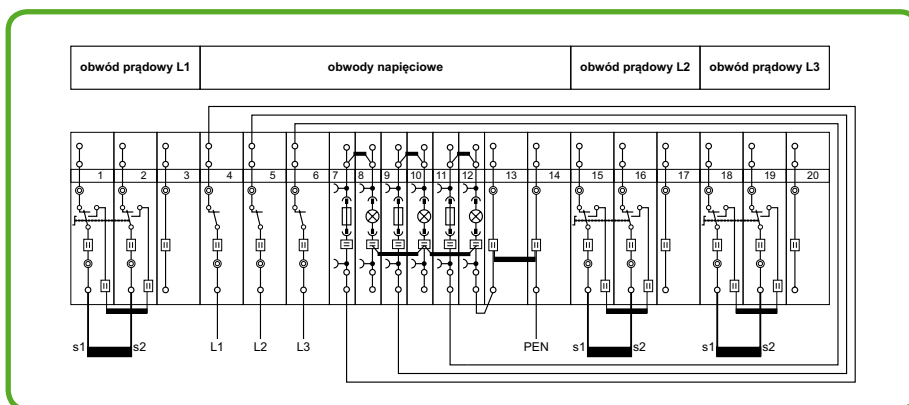 obwód prądowy L1 obwody napięciowe obwód prądowy L2 obwód prądowy L3
1 2 3 4 5 6 7 8 9 10 11 12 13 14 15 16 17 18 19 20
s1 s2 L1 L2 L3 PEN s1 s2 s1 s2